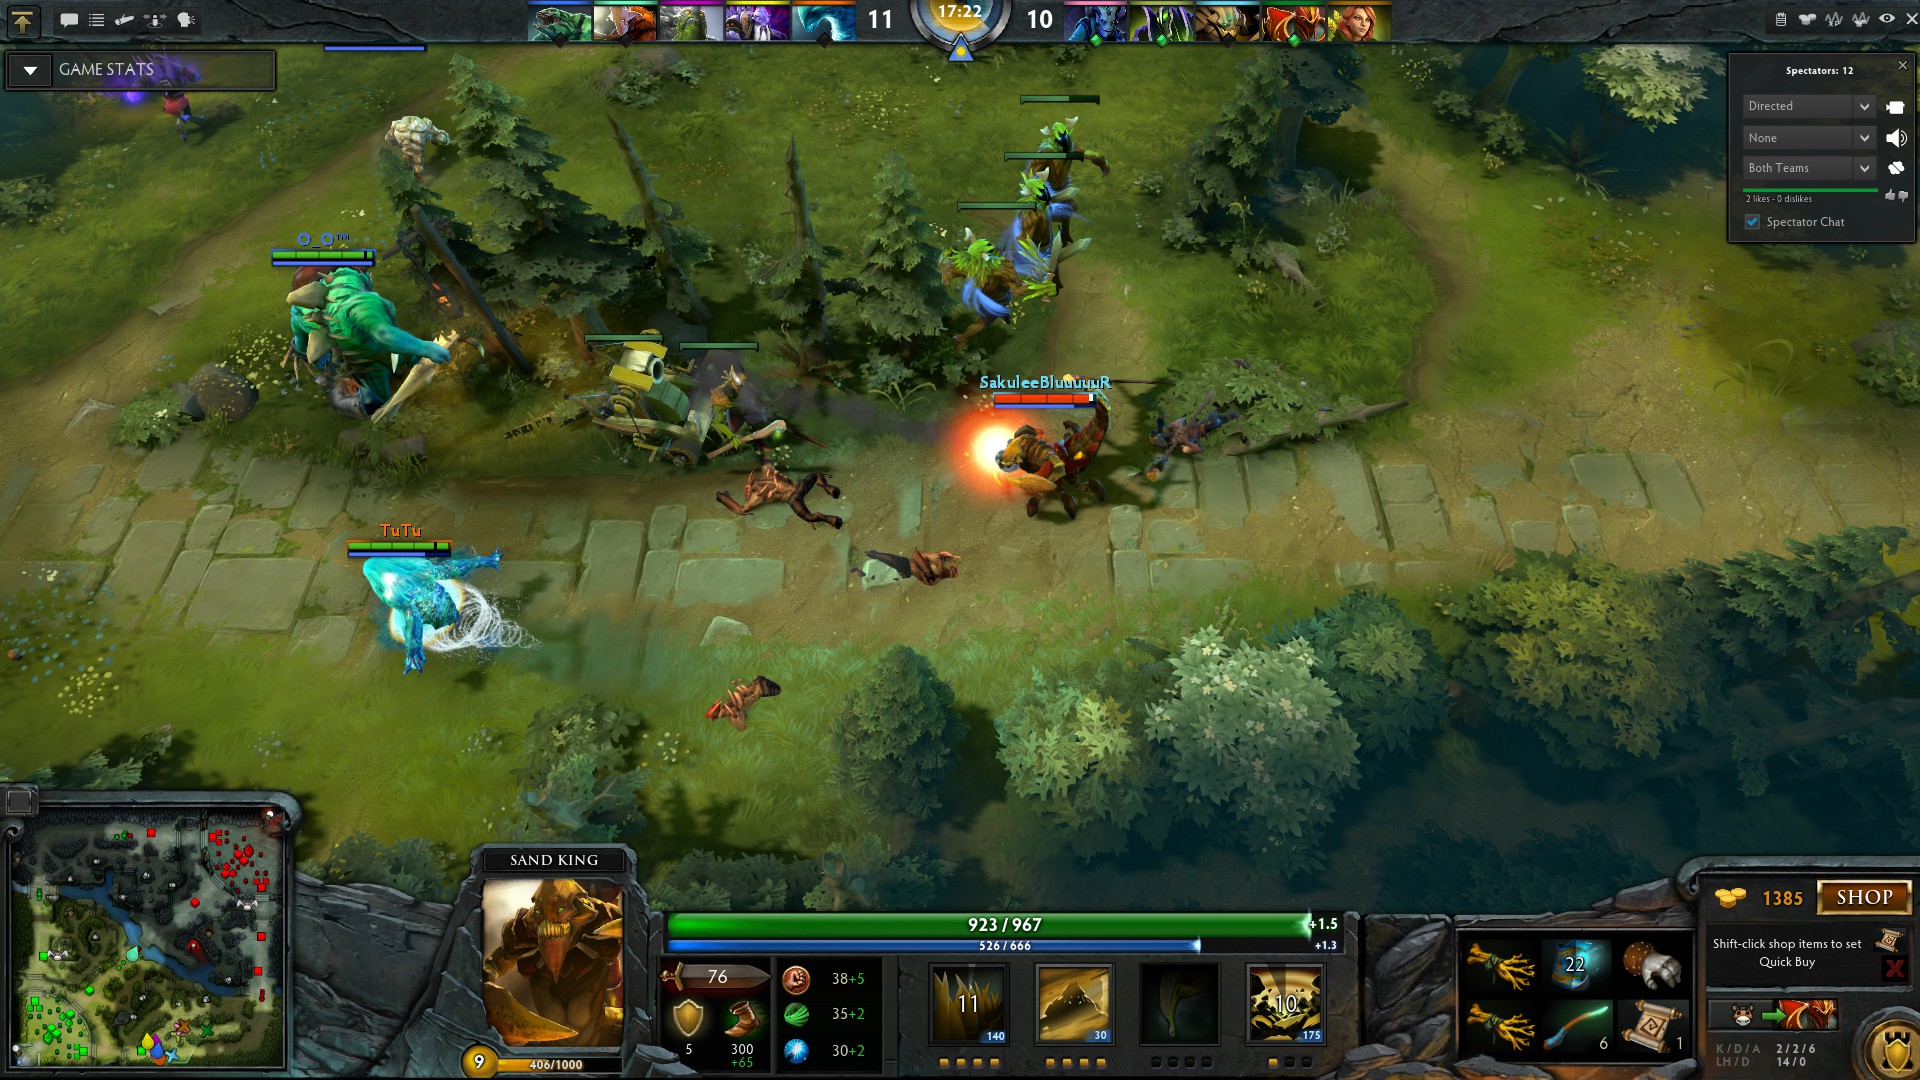 11
17:22
10
GAME STATS
Spectators: 12
Directed
None
Both Teams
2 likes - 0 dislikes
Spectator Chat
O_O™
SakuleeBluuuuuR
TuTu
SAND KING
9
406/1000
923 / 967
+1.5
526 / 666
+1.3
76
5
300
+65
38+5
35+2
30+2
11
140
30
10
175
22
6
1
1385
SHOP
Shift-click shop items to set
Quick Buy
K / D / A 2/2/6
LH / D 14/0